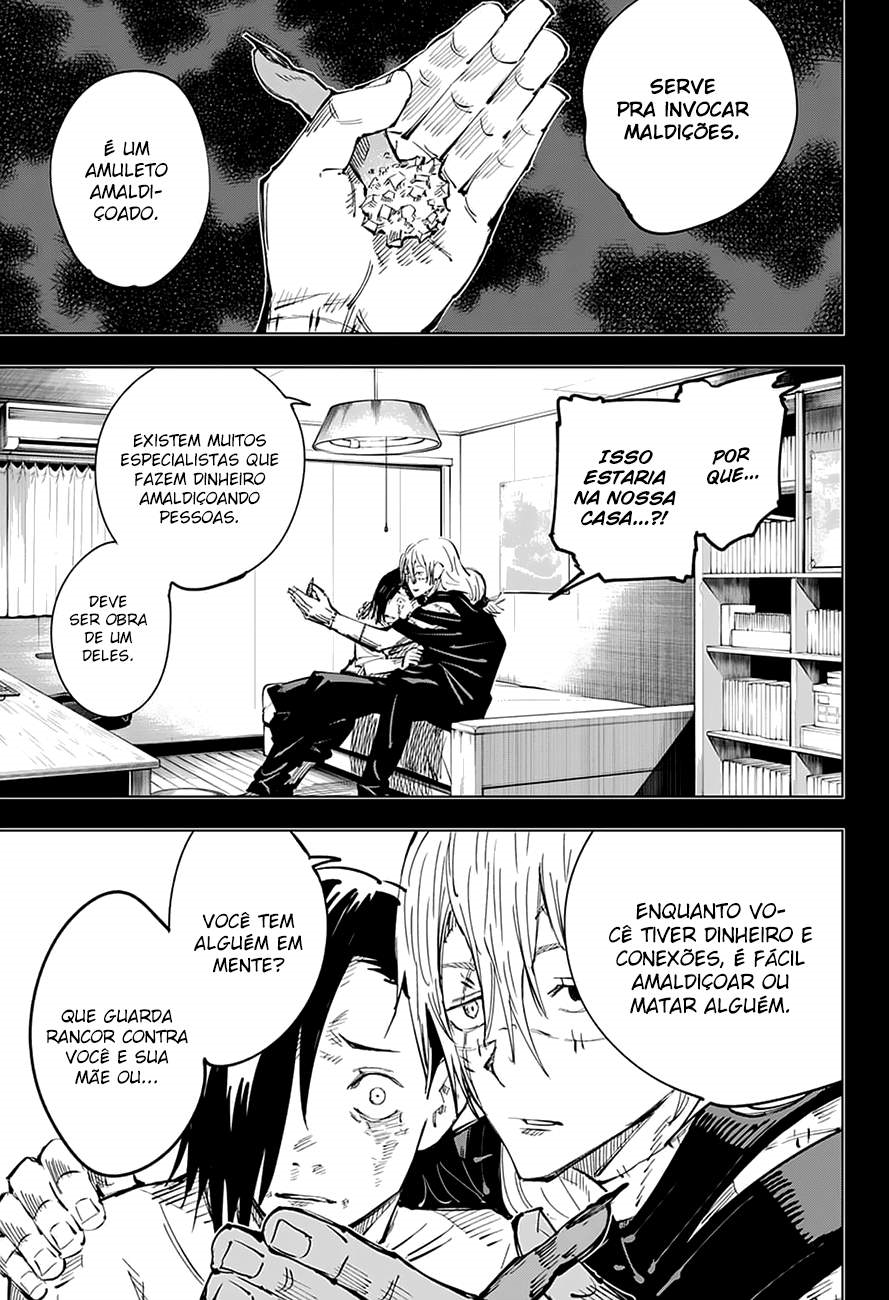 SERVE
PRA INVOCAR
MALDIÇÕES.
É UM
AMULETO
AMALDI-
ÇOADO.
POR
QUE...
ISSO
ESTARIA
NA NOSSA
CASA...?!
EXISTEM MUITOS
ESPECIALISTAS QUE
FAZEM DINHEIRO
AMALDIÇOANDO
PESSOAS.
DEVE
SER OBRA
DE UM
DELES.
ENQUANTO VO-
CÊ TIVER DINHEIRO E
CONEXÕES, É FÁCIL
AMALDIÇOAR OU
MATAR ALGUÉM.
VOCÊ TEM
ALGUÉM EM
MENTE?
QUE GUARDA
RANCOR CONTRA
VOCÊ E SUA
MÃE OU...